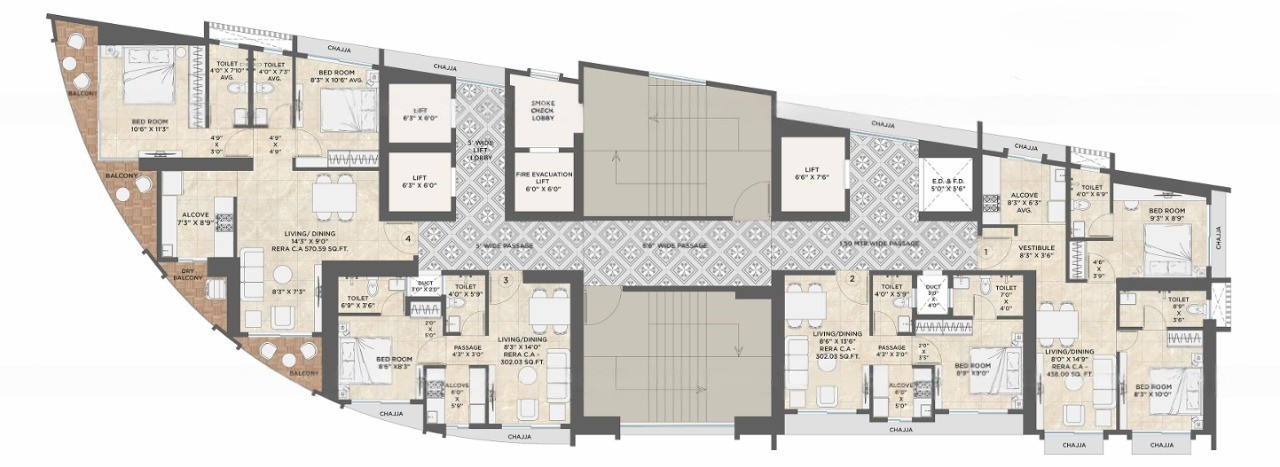 BALCONY
BED ROOM
10'6" X 11'3"
TOILET
4'0" X 7'10"
AVG.
TOILET
4'0" X 7'3"
AVG.
CHAJJA
BED ROOM
8'3" X 10'6" AVG.
4'9"
X
3'0"
4'9"
X
4'9"
CHAJJA
LIFT
6'3" X 6'0"
LIFT
6'3" X 6'0"
5' WIDE
LIFT
LOBBY
SMOKE
CHECK
LOBBY
FIRE EVACUATION
LIFT
6'0" X 6'0"
LIFT
6'6" X 7'6"
CHAJJA
E.D. & F.D.
5'0" X 5'6"
CHAJJA
ALCOVE
8'3" X 6'3"
AVG.
TOILET
4'0" X 6'9"
BED ROOM
9'3" X 8'9"
CHAJJA
BALCONY
ALCOVE
7'3" X 8'9"
LIVING/ DINING
14'3" X 9'0"
RERA C.A 570.59 SQ.FT.
4
5' WIDE PASSAGE
6'6" WIDE PASSAGE
1.50 MTR WIDE PASSAGE
1
VESTIBULE
8'3" X 3'6"
4'6"
X
3'9"
DRY
BALCONY
8'3" X 7'3"
BALCONY
TOILET
6'9" X 3'6"
DUCT
3'0" X 2'0"
TOILET
4'0" X 5'9"
3
LIVING/DINING
8'3" X 14'0"
RERA C.A -
302.03 SQ.FT.
2'0"
X
5'0"
PASSAGE
4'3" X 3'0"
BED ROOM
8'6" X8'3"
ALCOVE
6'0"
X
5'9"
CHAJJA
CHAJJA
2
LIVING/DINING
8'6" X 13'6"
RERA C.A -
302.03 SQ.FT.
TOILET
4'0" X 5'9"
DUCT
3'0"
X
4'0"
TOILET
7'0"
X
4'0"
PASSAGE
4'3" X 3'0"
2'0"
X
3'5"
ALCOVE
6'0"
X
5'0"
BED ROOM
8'9" X9'0"
CHAJJA
LIVING/DINING
8'0" X 14'9"
RERA C.A -
438.00 SQ. FT.
TOILET
6'9"
X
3'6"
BED ROOM
8'3" X 10'0"
CHAJJA
CHAJJA